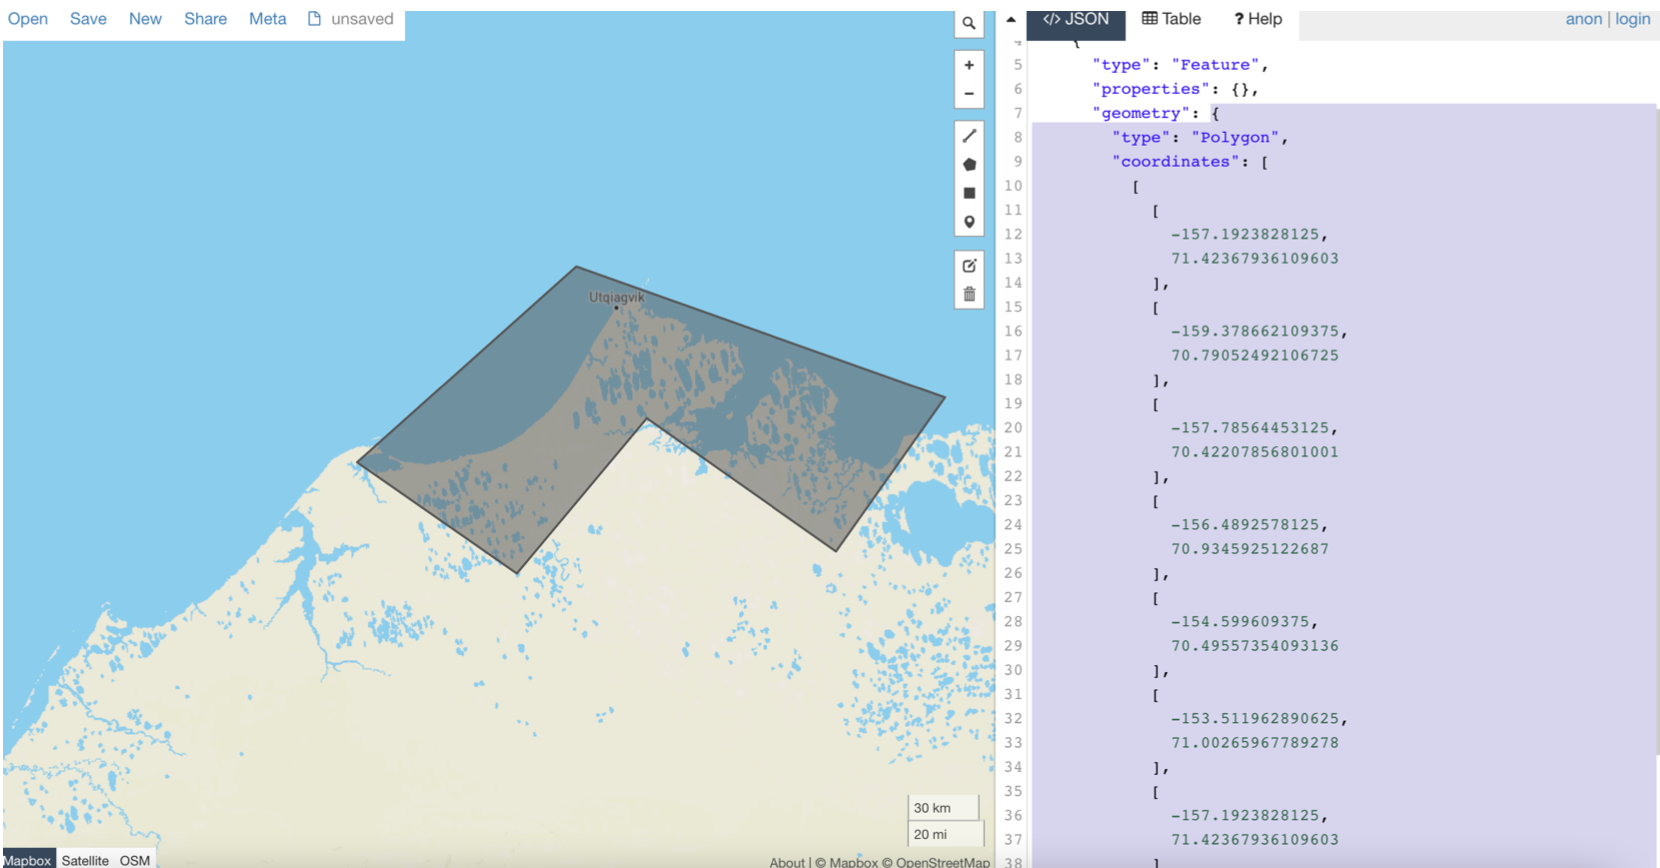 Open Save New Share Meta unsaved
Utqiagvik
30 km
20 mi
Mapbox Satellite OSM
About | © Mapbox © OpenStreetMap
</> JSON Table ? Help anon | login
4 {
5 "type": "Feature",
6 "properties": {},
7 "geometry": {
8 "type": "Polygon",
9 "coordinates": [
10 [
11 [
12 -157.1923828125,
13 71.42367936109603
14 ],
15 [
16 -159.378662109375,
17 70.79052492106725
18 ],
19 [
20 -157.78564453125,
21 70.42207856801001
22 ],
23 [
24 -156.4892578125,
25 70.9345925122687
26 ],
27 [
28 -154.599609375,
29 70.49557354093136
30 ],
31 [
32 -153.511962890625,
33 71.00265967789278
34 ],
35 [
36 -157.1923828125,
37 71.42367936109603
38 ]